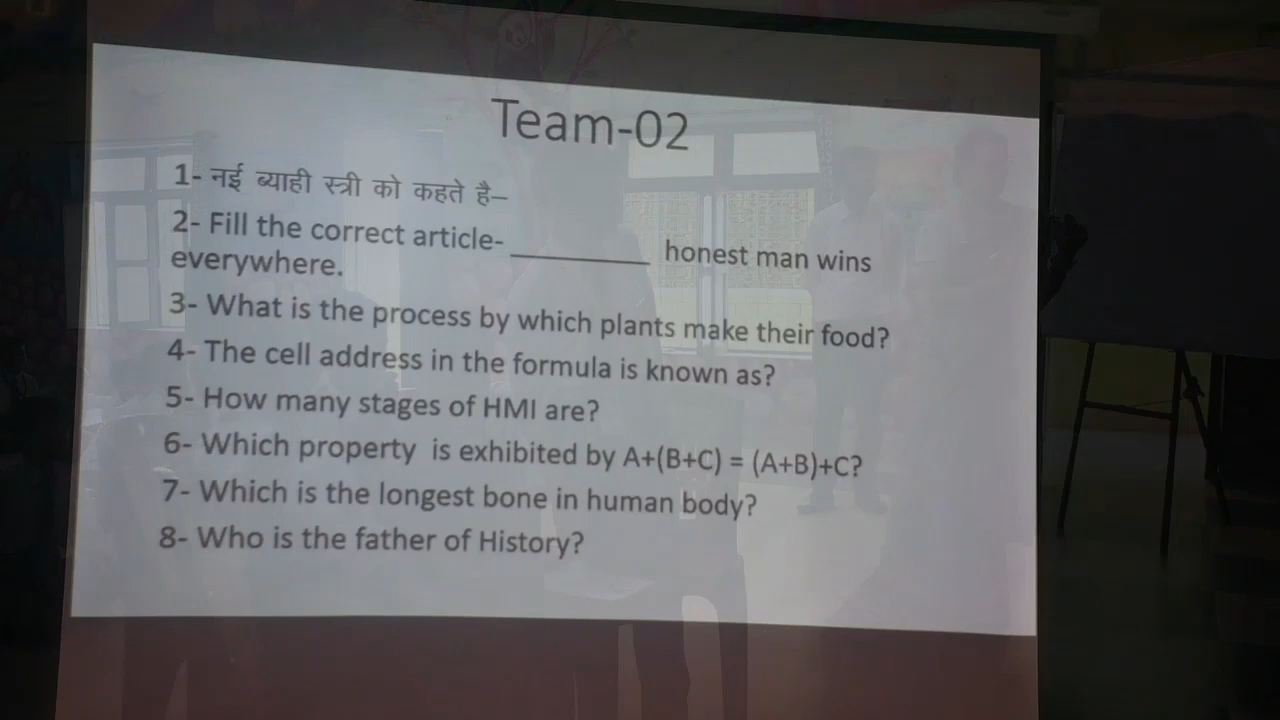 Team-02
1- नई ब्याही स्त्री को कहते है–
2- Fill the correct article- __________ honest man wins
everywhere.
3- What is the process by which plants make their food?
4- The cell address in the formula is known as?
5- How many stages of HMI are?
6- Which property is exhibited by A+(B+C) = (A+B)+C?
7- Which is the longest bone in human body?
8- Who is the father of History?